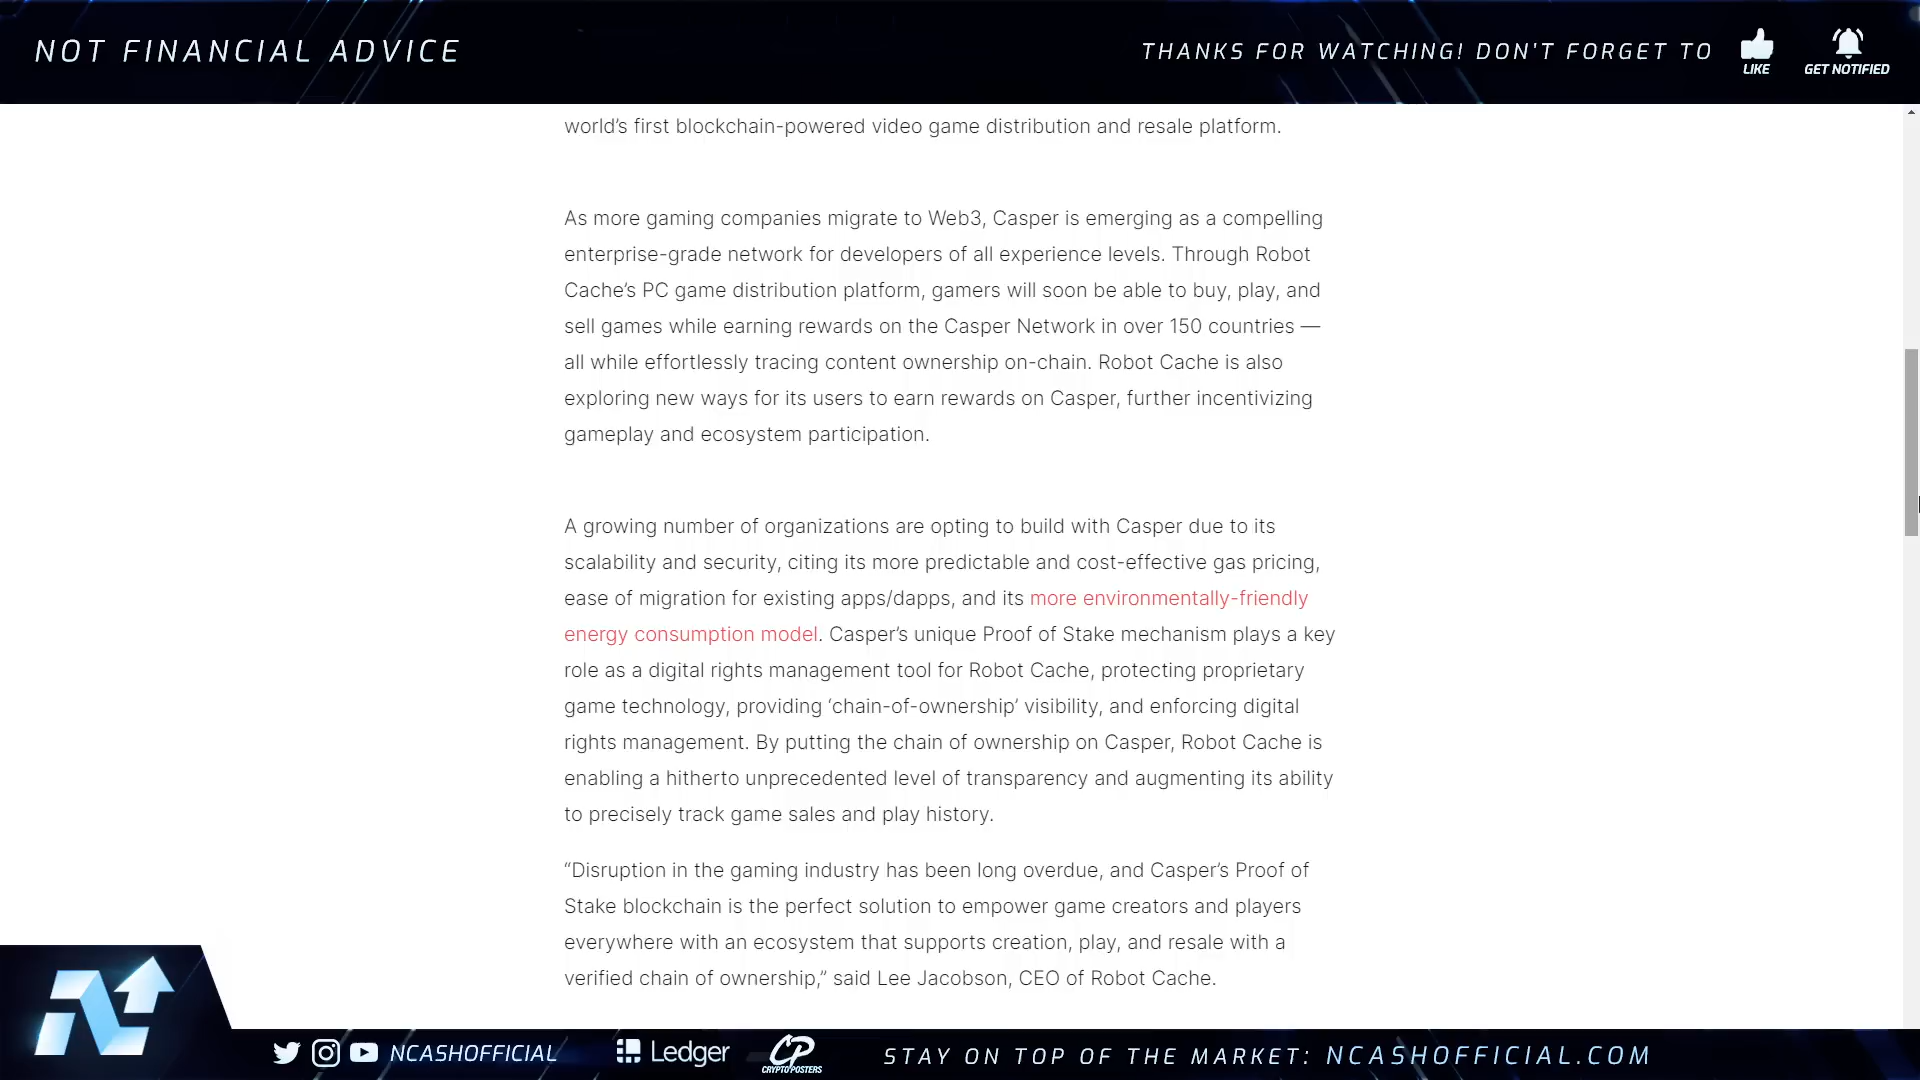 NOT FINANCIAL ADVICE
THANKS FOR WATCHING! DON'T FORGET TO
LIKE
GET NOTIFIED
world’s first blockchain-powered video game distribution and resale platform.
As more gaming companies migrate to Web3, Casper is emerging as a compelling
enterprise-grade network for developers of all experience levels. Through Robot
Cache’s PC game distribution platform, gamers will soon be able to buy, play, and
sell games while earning rewards on the Casper Network in over 150 countries —
all while effortlessly tracing content ownership on-chain. Robot Cache is also
exploring new ways for its users to earn rewards on Casper, further incentivizing
gameplay and ecosystem participation.
A growing number of organizations are opting to build with Casper due to its
scalability and security, citing its more predictable and cost-effective gas pricing,
ease of migration for existing apps/dapps, and its more environmentally-friendly
energy consumption model. Casper’s unique Proof of Stake mechanism plays a key
role as a digital rights management tool for Robot Cache, protecting proprietary
game technology, providing ‘chain-of-ownership’ visibility, and enforcing digital
rights management. By putting the chain of ownership on Casper, Robot Cache is
enabling a hitherto unprecedented level of transparency and augmenting its ability
to precisely track game sales and play history.
“Disruption in the gaming industry has been long overdue, and Casper’s Proof of
Stake blockchain is the perfect solution to empower game creators and players
everywhere with an ecosystem that supports creation, play, and resale with a
verified chain of ownership,” said Lee Jacobson, CEO of Robot Cache.
NCASHOFFICIAL
Ledger
CP
CRYPTOPOSTERS
STAY ON TOP OF THE MARKET: NCASHOFFICIAL.COM